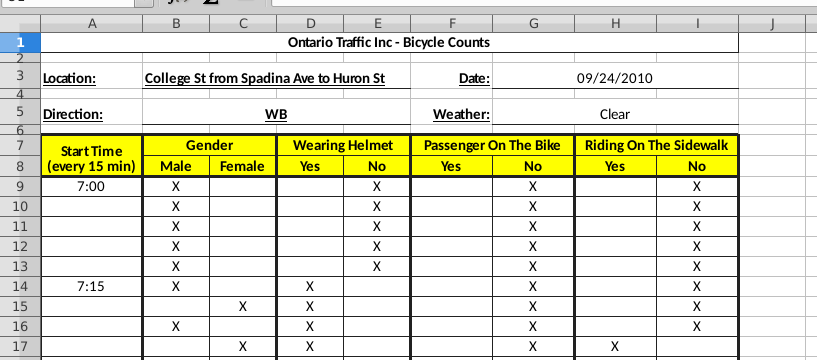 A B C D E F G H I J
1 Ontario Traffic Inc - Bicycle Counts
2
3 Location: College St from Spadina Ave to Huron St Date: 09/24/2010
4
5 Direction: WB Weather: Clear
6
7 Start Time Gender Wearing Helmet Passenger On The Bike Riding On The Sidewalk
8 (every 15 min) Male Female Yes No Yes No Yes No
9 7:00 X X X X
10 X X X X
11 X X X X
12 X X X X
13 X X X X
14 7:15 X X X X
15 X X X X
16 X X X X
17 X X X X